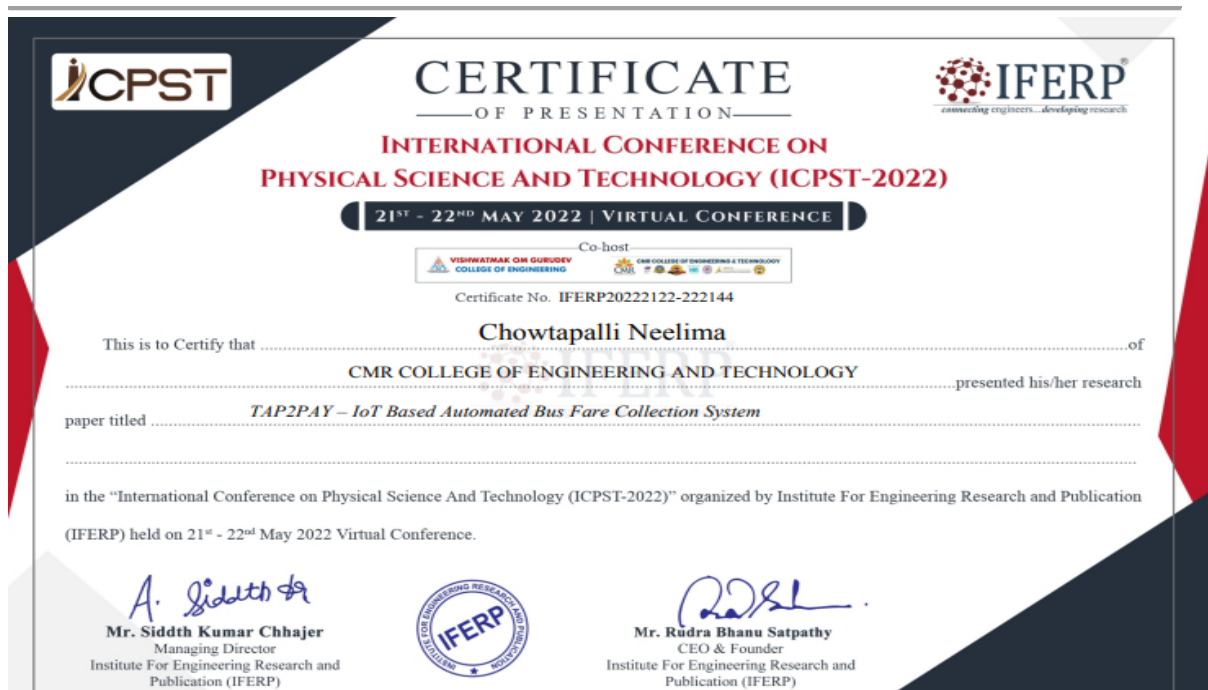 iCPST
CERTIFICATE
OF PRESENTATION
IFERP®
connecting engineers...developing research
INTERNATIONAL CONFERENCE ON
PHYSICAL SCIENCE AND TECHNOLOGY (ICPST-2022)
21ST - 22ND MAY 2022 | VIRTUAL CONFERENCE
Co-host
VISHWATMAK OM GURUDEV
COLLEGE OF ENGINEERING
CMR COLLEGE OF ENGINEERING & TECHNOLOGY
CMR
Certificate No. IFERP20222122-222144
This is to Certify that Chowtapalli Neelima of
IFERP
CMR COLLEGE OF ENGINEERING AND TECHNOLOGY presented his/her research
paper titled TAP2PAY – IoT Based Automated Bus Fare Collection System
in the “International Conference on Physical Science And Technology (ICPST-2022)” organized by Institute For Engineering Research and Publication
(IFERP) held on 21st - 22nd May 2022 Virtual Conference.
A. Siddth
Mr. Siddth Kumar Chhajer
Managing Director
Institute For Engineering Research and
Publication (IFERP)
INSTITUTE FOR ENGINEERING RESEARCH AND PUBLICATION
IFERP
Mr. Rudra Bhanu Satpathy
CEO & Founder
Institute For Engineering Research and
Publication (IFERP)